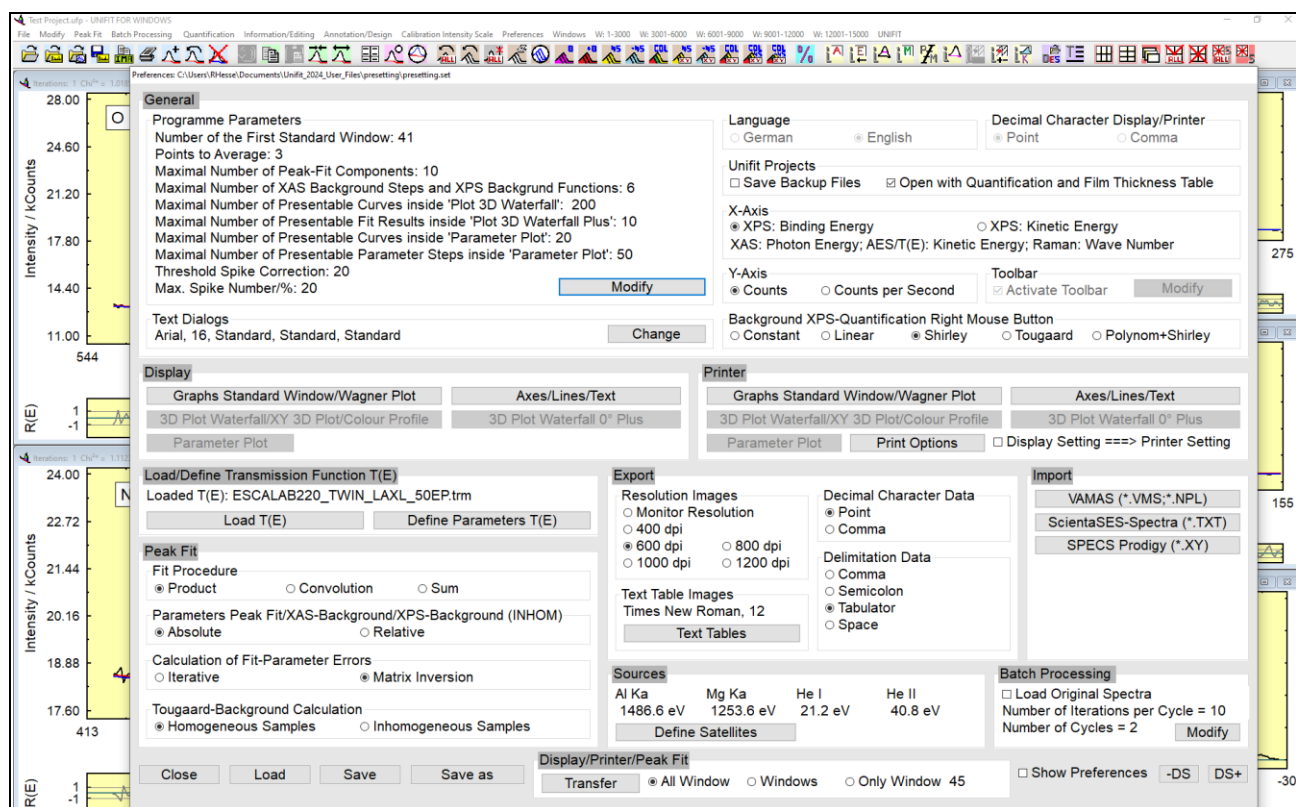 Test Project.ufp - UNIFIT FOR WINDOWS
File Modify Peak Fit Batch Processing Quantification Information/Editing Annotation/Design Calibration Intensity Scale Preferences Windows W: 1-3000 W: 3001-6000 W: 6001-9000 W: 9001-12000 W: 12001-15000 UNIFIT
Preferences: C:\Users\RHesse\Documents\Unifit_2024_User_Files\presetting\presetting.set
Iterations: 1 Chi²* = 1,018
28.00
24.60
21.20
17.80
14.40
11.00
Intensity / kCounts
O
544
R(E)
1
-1
Iterations: 1 Chi²* = 1,112
24.00
22.72
21.44
20.16
18.88
17.60
Intensity / kCounts
N
413
R(E)
1
-1
General
Programme Parameters
Number of the First Standard Window: 41
Points to Average: 3
Maximal Number of Peak-Fit Components: 10
Maximal Number of XAS Background Steps and XPS Backgrund Functions: 6
Maximal Number of Presentable Curves inside 'Plot 3D Waterfall': 200
Maximal Number of Presentable Fit Results inside 'Plot 3D Waterfall Plus': 10
Maximal Number of Presentable Curves inside 'Parameter Plot': 20
Maximal Number of Presentable Parameter Steps inside 'Parameter Plot': 50
Threshold Spike Correction: 20
Max. Spike Number/%: 20
Modify
Text Dialogs
Arial, 16, Standard, Standard, Standard
Change
Language
German English
Decimal Character Display/Printer
Point Comma
Unifit Projects
Save Backup Files Open with Quantification and Film Thickness Table
X-Axis
XPS: Binding Energy XPS: Kinetic Energy
XAS: Photon Energy; AES/T(E): Kinetic Energy; Raman: Wave Number
Y-Axis
Counts Counts per Second
Toolbar
Activate Toolbar Modify
Background XPS-Quantification Right Mouse Button
Constant Linear Shirley Tougaard Polynom+Shirley
275
155
-30
Display
Graphs Standard Window/Wagner Plot Axes/Lines/Text
3D Plot Waterfall/XY 3D Plot/Colour Profile 3D Plot Waterfall 0° Plus
Parameter Plot
Printer
Graphs Standard Window/Wagner Plot Axes/Lines/Text
3D Plot Waterfall/XY 3D Plot/Colour Profile 3D Plot Waterfall 0° Plus
Parameter Plot Print Options Display Setting ===> Printer Setting
Load/Define Transmission Function T(E)
Loaded T(E): ESCALAB220_TWIN_LAXL_50EP.trm
Load T(E) Define Parameters T(E)
Peak Fit
Fit Procedure
Product Convolution Sum
Parameters Peak Fit/XAS-Background/XPS-Background (INHOM)
Absolute Relative
Calculation of Fit-Parameter Errors
Iterative Matrix Inversion
Tougaard-Background Calculation
Homogeneous Samples Inhomogeneous Samples
Export
Resolution Images
Monitor Resolution
400 dpi
600 dpi 800 dpi
1000 dpi 1200 dpi
Text Table Images
Times New Roman, 12
Text Tables
Decimal Character Data
Point
Comma
Delimitation Data
Comma
Semicolon
Tabulator
Space
Import
VAMAS (*.VMS;*.NPL)
ScientaSES-Spectra (*.TXT)
SPECS Prodigy (*.XY)
Sources
Al Ka Mg Ka He I He II
1486.6 eV 1253.6 eV 21.2 eV 40.8 eV
Define Satellites
Batch Processing
Load Original Spectra
Number of Iterations per Cycle = 10
Number of Cycles = 2 Modify
Close Load Save Save as
Display/Printer/Peak Fit
Transfer All Window Windows Only Window 45
Show Preferences -DS DS+